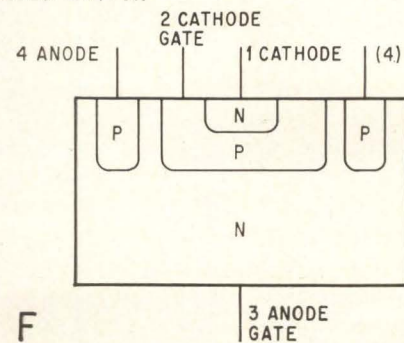 2 CATHODE
GATE
4 ANODE
1 CATHODE
(4)
P
N
P
P
N
F
3 ANODE
GATE